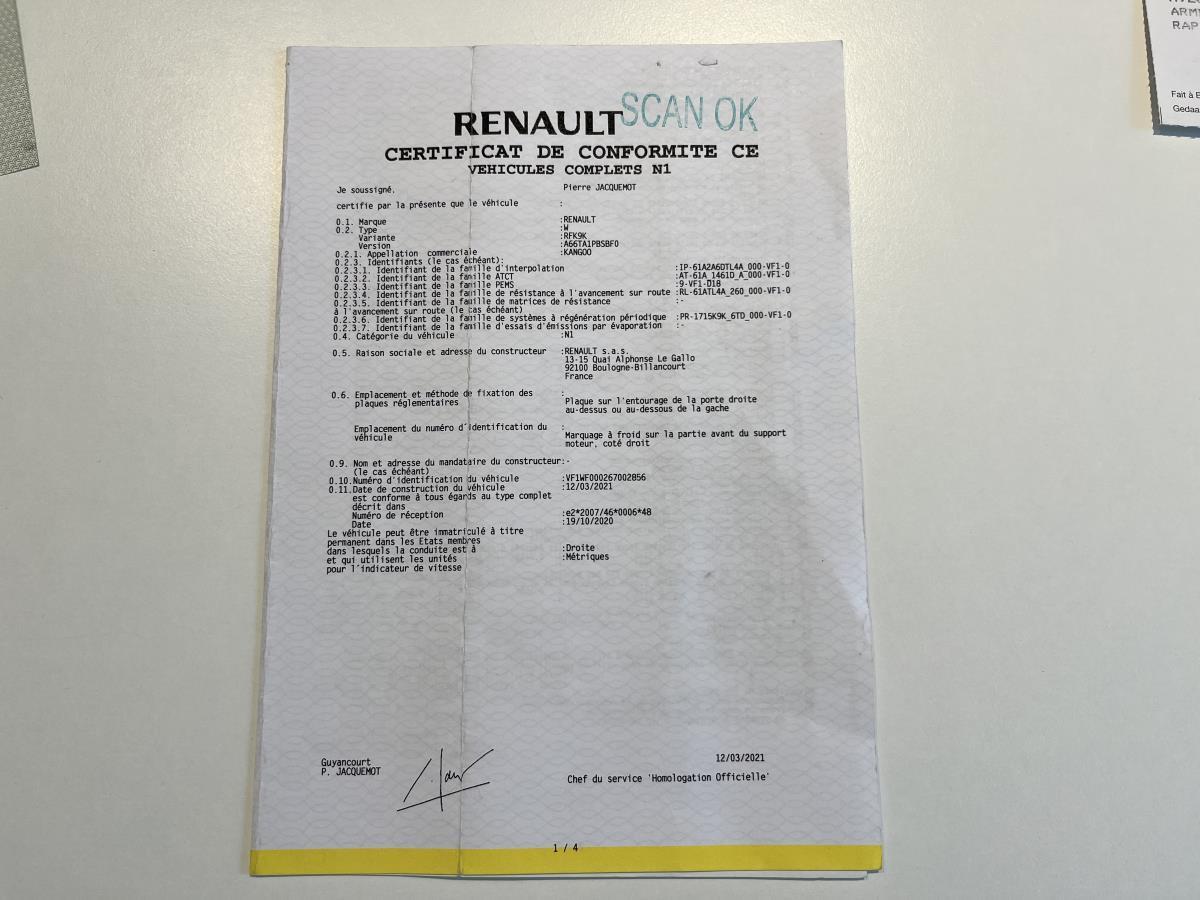 ARM
RAP
Fait à
Gedaa
RENAULT SCAN OK
CERTIFICAT DE CONFORMITE CE
VEHICULES COMPLETS N1
Je soussigné, Pierre JACQUEMOT
certifie par la présente que le véhicule :
0.1. Marque :RENAULT
0.2. Type :W
Variante :RFK9K
Version :A66TA1PBSBF0
0.2.1. Appellation commerciale :KANGOO
0.2.3. Identifiants (le cas échéant):
0.2.3.1. Identifiant de la famille d'interpolation :IP-61A2A6DTL4A_000-VF1-0
0.2.3.2. Identifiant de la famille ATCT :AT-61A_1461D_A_000-VF1-0
0.2.3.3. Identifiant de la famille PEMS :9-VF1-D18
0.2.3.4. Identifiant de la famille de résistance à l'avancement sur route :RL-61ATL4A_260_000-VF1-0
0.2.3.5. Identifiant de la famille de matrices de résistance :-
à l'avancement sur route (le cas échéant)
0.2.3.6. Identifiant de la famille de systèmes à régénération périodique :PR-1715K9K_6TD_000-VF1-0
0.2.3.7. Identifiant de la famille d'essais d'émissions par évaporation :-
0.4. Catégorie du véhicule :N1
0.5. Raison sociale et adresse du constructeur :RENAULT s.a.s.
13-15 Quai Alphonse Le Gallo
92100 Boulogne-Billancourt
France
0.6. Emplacement et méthode de fixation des :
plaques réglementaires Plaque sur l'entourage de la porte droite
au-dessus ou au-dessous de la gache
Emplacement du numéro d'identification du :
véhicule Marquage à froid sur la partie avant du support
moteur, coté droit
0.9. Nom et adresse du mandataire du constructeur:-
(le cas échéant)
0.10.Numéro d'identification du véhicule :VF1WF000267002856
0.11.Date de construction du véhicule :12/03/2021
est conforme à tous égards au type complet
décrit dans
Numéro de réception :e2*2007/46*0006*48
Date :19/10/2020
Le véhicule peut être immatriculé à titre
permanent dans les Etats membres
dans lesquels la conduite est à :Droite
et qui utilisent les unités :Métriques
pour l'indicateur de vitesse
Guyancourt 12/03/2021
P. JACQUEMOT Chef du service 'Homologation Officielle'
1 / 4